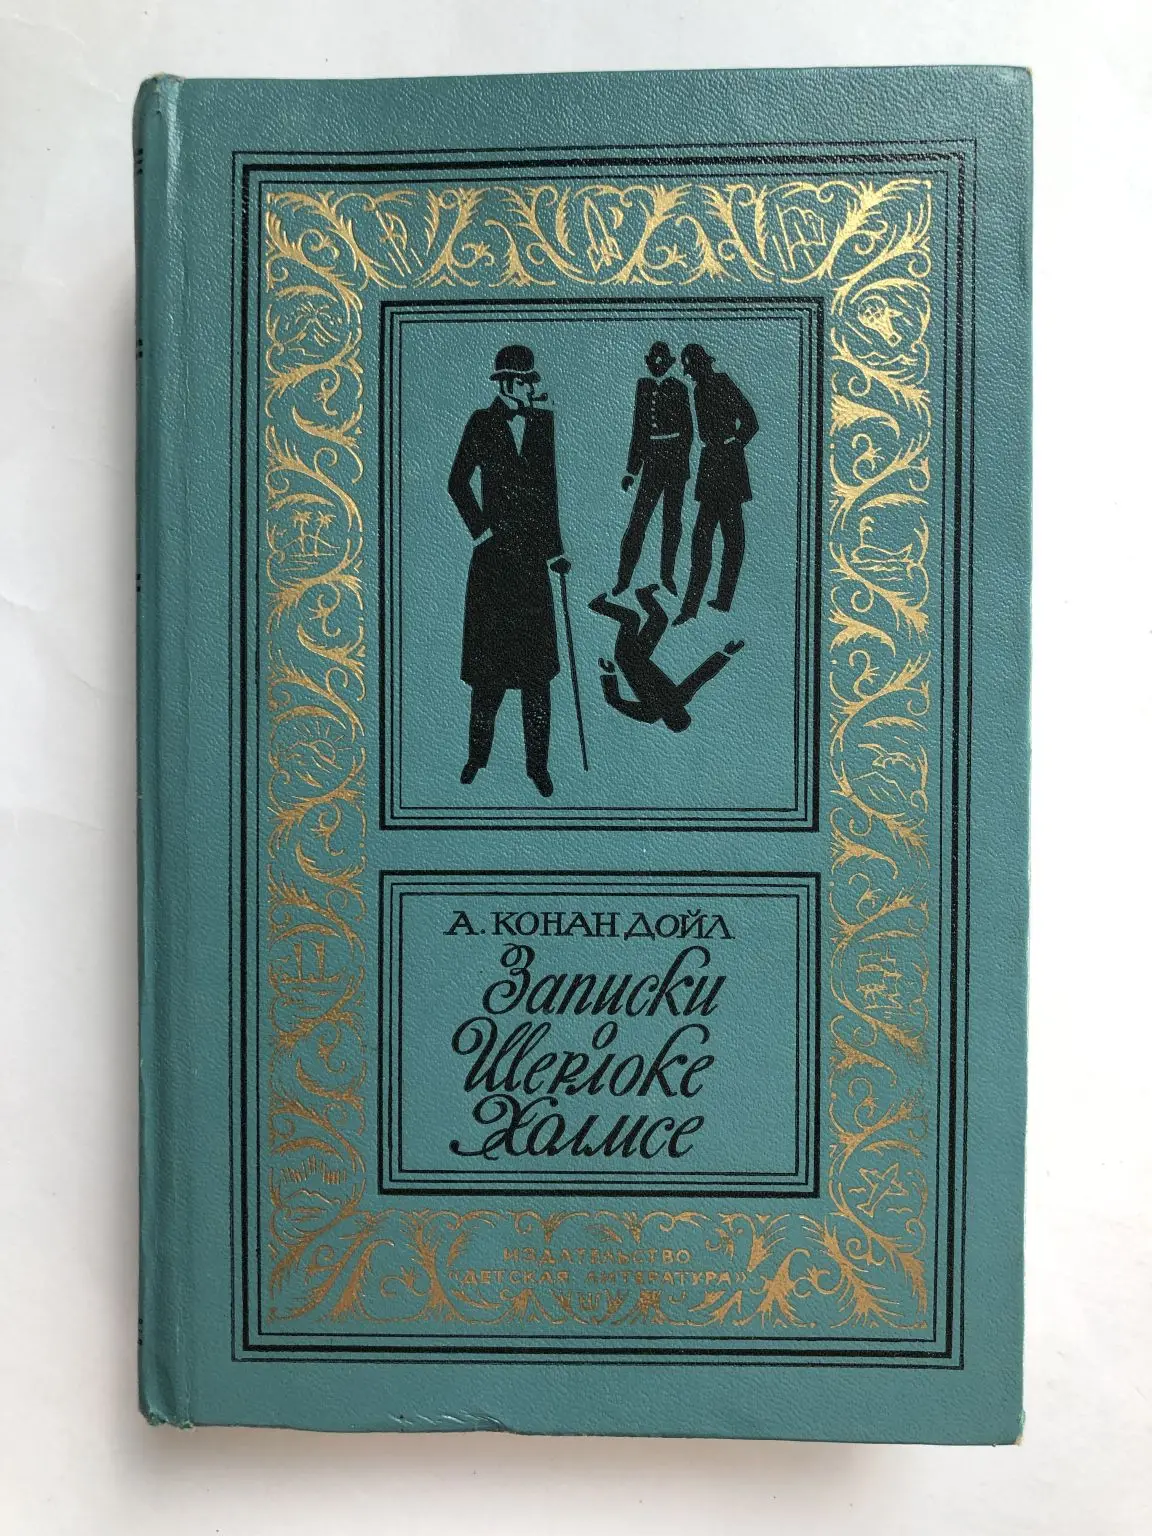 А. КОНАН ДОЙЛ
Записки
о
Шерлоке
Холмсе
ИЗДАТЕЛЬСТВО
"ДЕТСКАЯ ЛИТЕРАТУРА"